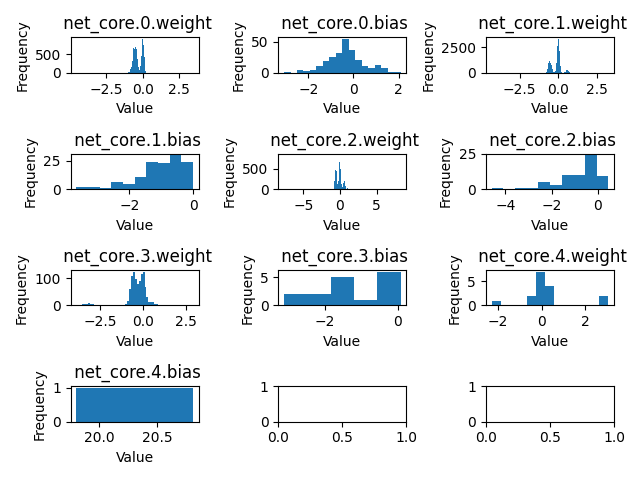 net_core.0.weight
net_core.0.bias
net_core.1.weight
Frequency
500
0
−2.5
0.0
2.5
Value
Frequency
50
0
−2
0
2
Value
Frequency
2500
0
−2.5
0.0
2.5
Value
net_core.1.bias
net_core.2.weight
net_core.2.bias
Frequency
25
0
−2
0
Value
Frequency
500
0
−5
0
5
Value
Frequency
25
0
−4
−2
0
Value
net_core.3.weight
net_core.3.bias
net_core.4.weight
Frequency
100
0
−2.5
0.0
2.5
Value
Frequency
5
0
−2
0
Value
Frequency
5
0
−2
0
2
Value
net_core.4.bias
Frequency
1
0
20.0
20.5
Value
1
0
0.0
0.5
1.0
1
0
0.0
0.5
1.0